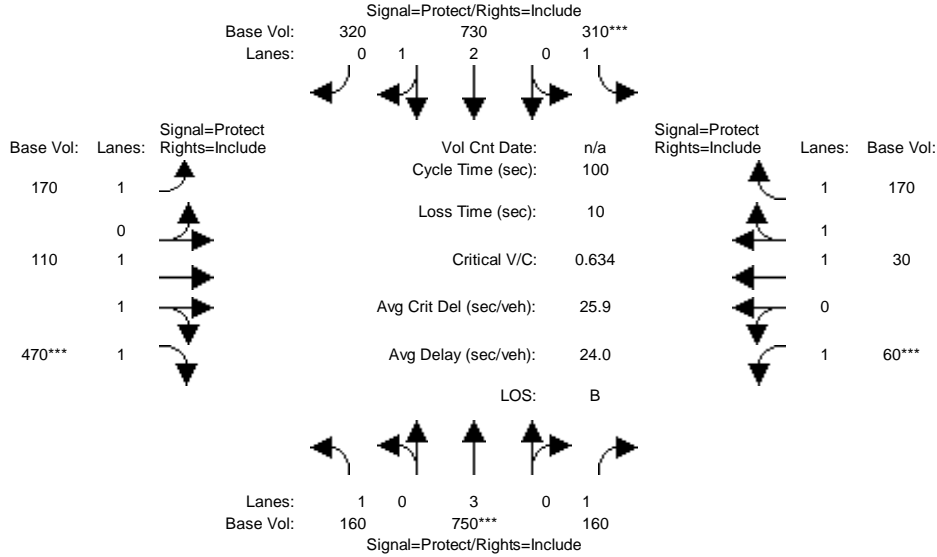 Signal=Protect/Rights=Include
Base Vol: 320 730 310***
Lanes: 0 1 2 0 1
Signal=Protect Signal=Protect
Base Vol: Lanes: Rights=Include Vol Cnt Date: n/a Rights=Include Lanes: Base Vol:
Cycle Time (sec): 100
170 1 1 170
Loss Time (sec): 10
0 1
110 1 Critical V/C: 0.634 1 30
1 Avg Crit Del (sec/veh): 25.9 0
470*** 1 Avg Delay (sec/veh): 24.0 1 60***
LOS: B
Lanes: 1 0 3 0 1
Base Vol: 160 750*** 160
Signal=Protect/Rights=Include